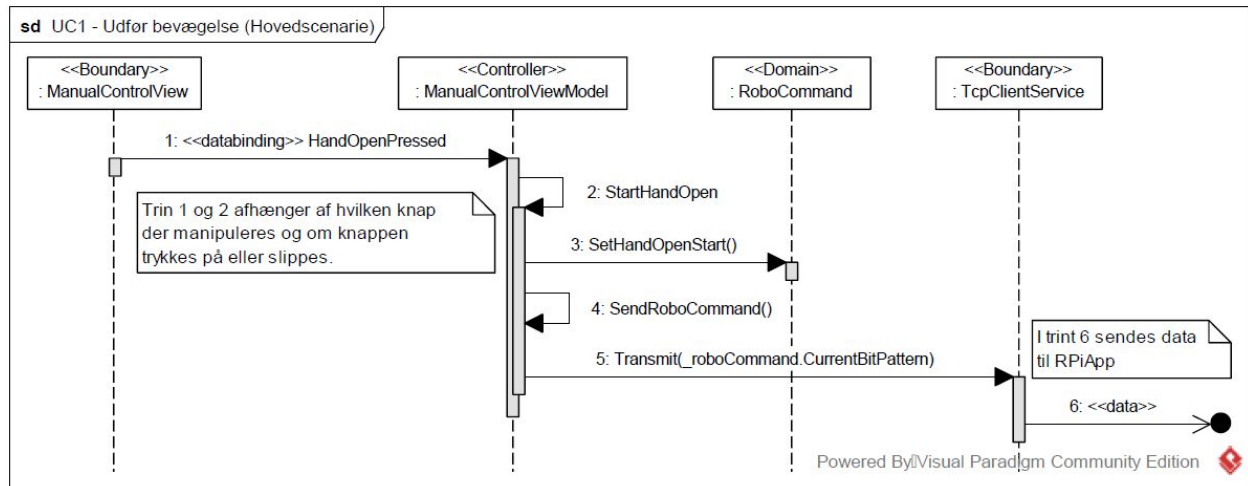 sd UC1 - Udfør bevægelse (Hovedscenarie)
<<Boundary>>
: ManualControlView
<<Controller>>
: ManualControlViewModel
<<Domain>>
: RoboCommand
<<Boundary>>
: TcpClientService
1: <<databinding>> HandOpenPressed
2: StartHandOpen
Trin 1 og 2 afhænger af hvilken knap
der manipuleres og om knappen
trykkes på eller slippes.
3: SetHandOpenStart()
4: SendRoboCommand()
5: Transmit(_roboCommand.CurrentBitPattern)
I trint 6 sendes data
til RPiApp
6: <<data>>
Powered By Visual Paradigm Community Edition